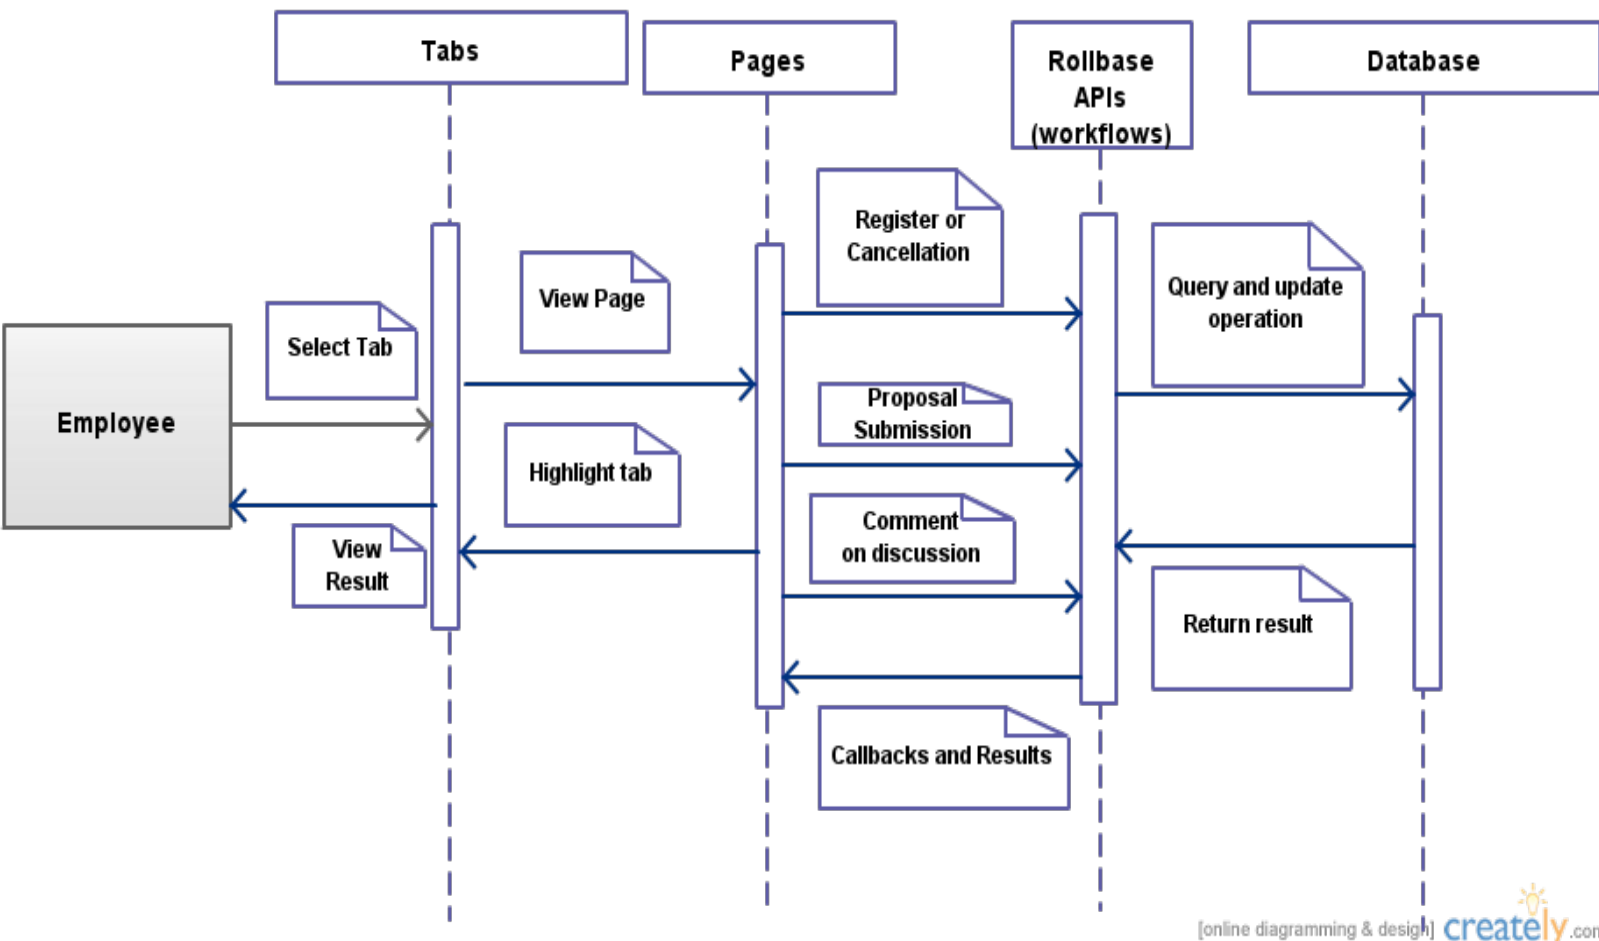 Tabs
Pages
Rollbase
APIs
(workflows)
Database
Register or
Cancellation
View Page
Query and update
operation
Select Tab
Employee
Proposal
Submission
Highlight tab
Comment
on discussion
View
Result
Return result
Callbacks and Results
[online diagramming & design] creately.com